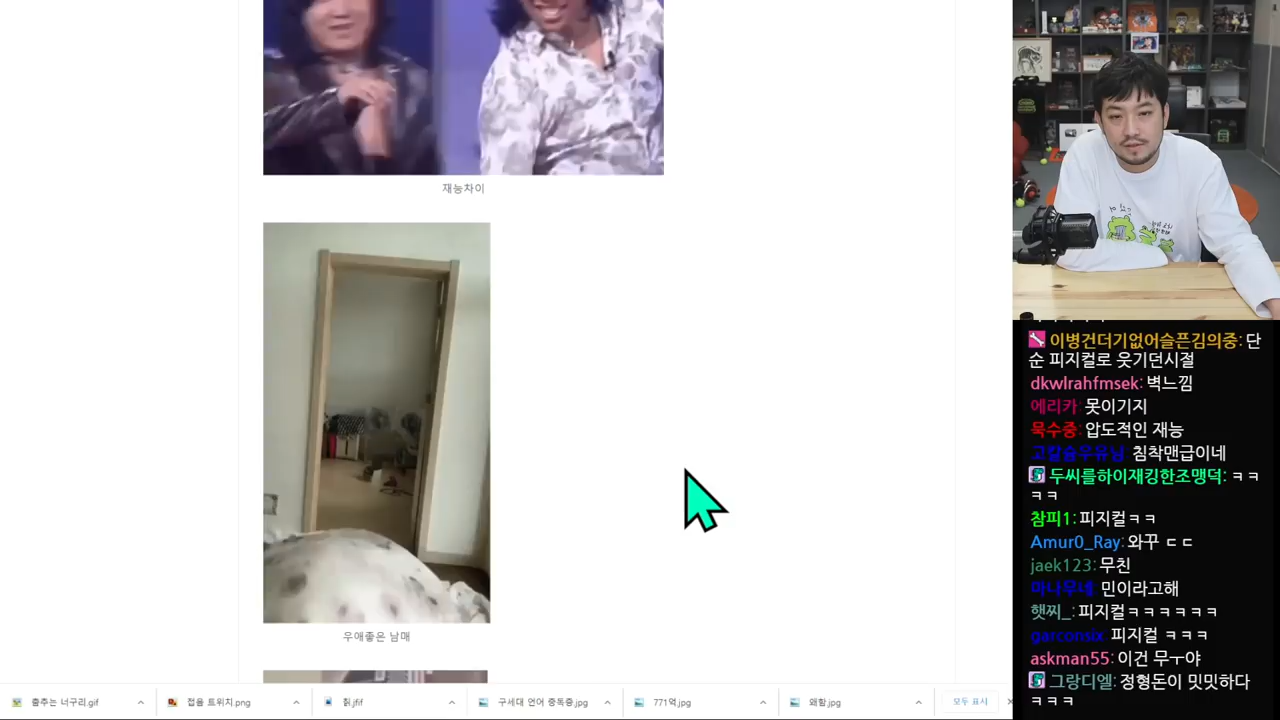 재능차이
우애좋은 남매
이병건더기없어슬픈김의중: 단
순 피지컬로 웃기던시절
dkwlrahfmsek: 벽느낌
에리카: 못이기지
묵수중: 압도적인 재능
고칼슘우유님: 침착맨급이네
두씨를하이재킹한조맹덕: ㅋㅋ
ㅋㅋ
참피1: 피지컬ㅋㅋ
Amur0_Ray: 와꾸 ㄷㄷ
jaek123: 무친
마나무네: 민이라고해
햇찌_: 피지컬ㅋㅋㅋㅋㅋㅋ
garconsix: 피지컬 ㅋㅋㅋ
askman55: 이건 무ㅜ야
그랑디엘: 정형돈이 밋밋하다
ㅋㅋㅋ
춤추는 너구리.gif
접음 트위치.png
칡.jfif
구세대 언어 중독증.jpg
771억.jpg
왜함.jpg
모두 표시